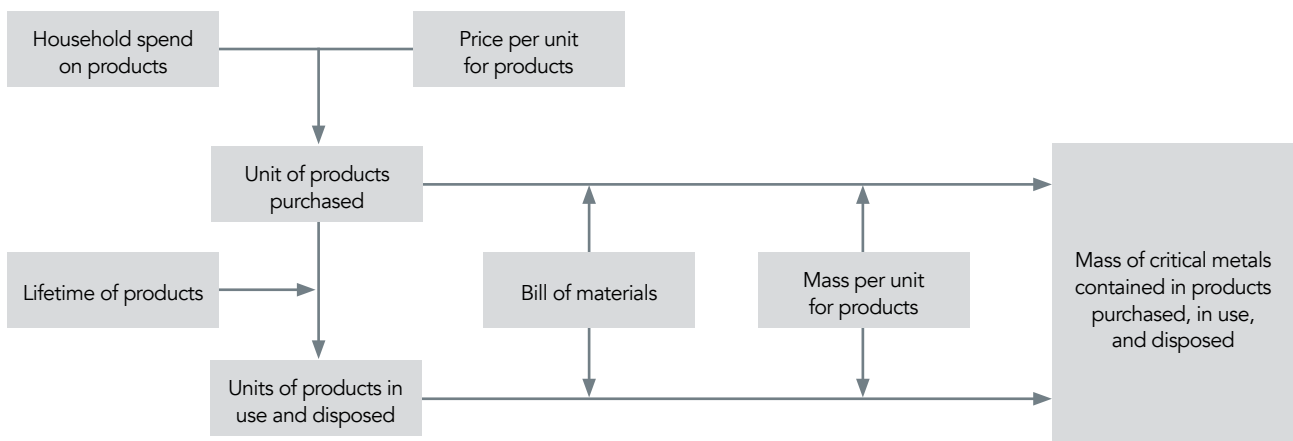 Household spend
on products
Price per unit
for products
Unit of products
purchased
Lifetime of products
Bill of materials
Mass per unit
for products
Mass of critical metals
contained in products
purchased, in use,
and disposed
Units of products in
use and disposed